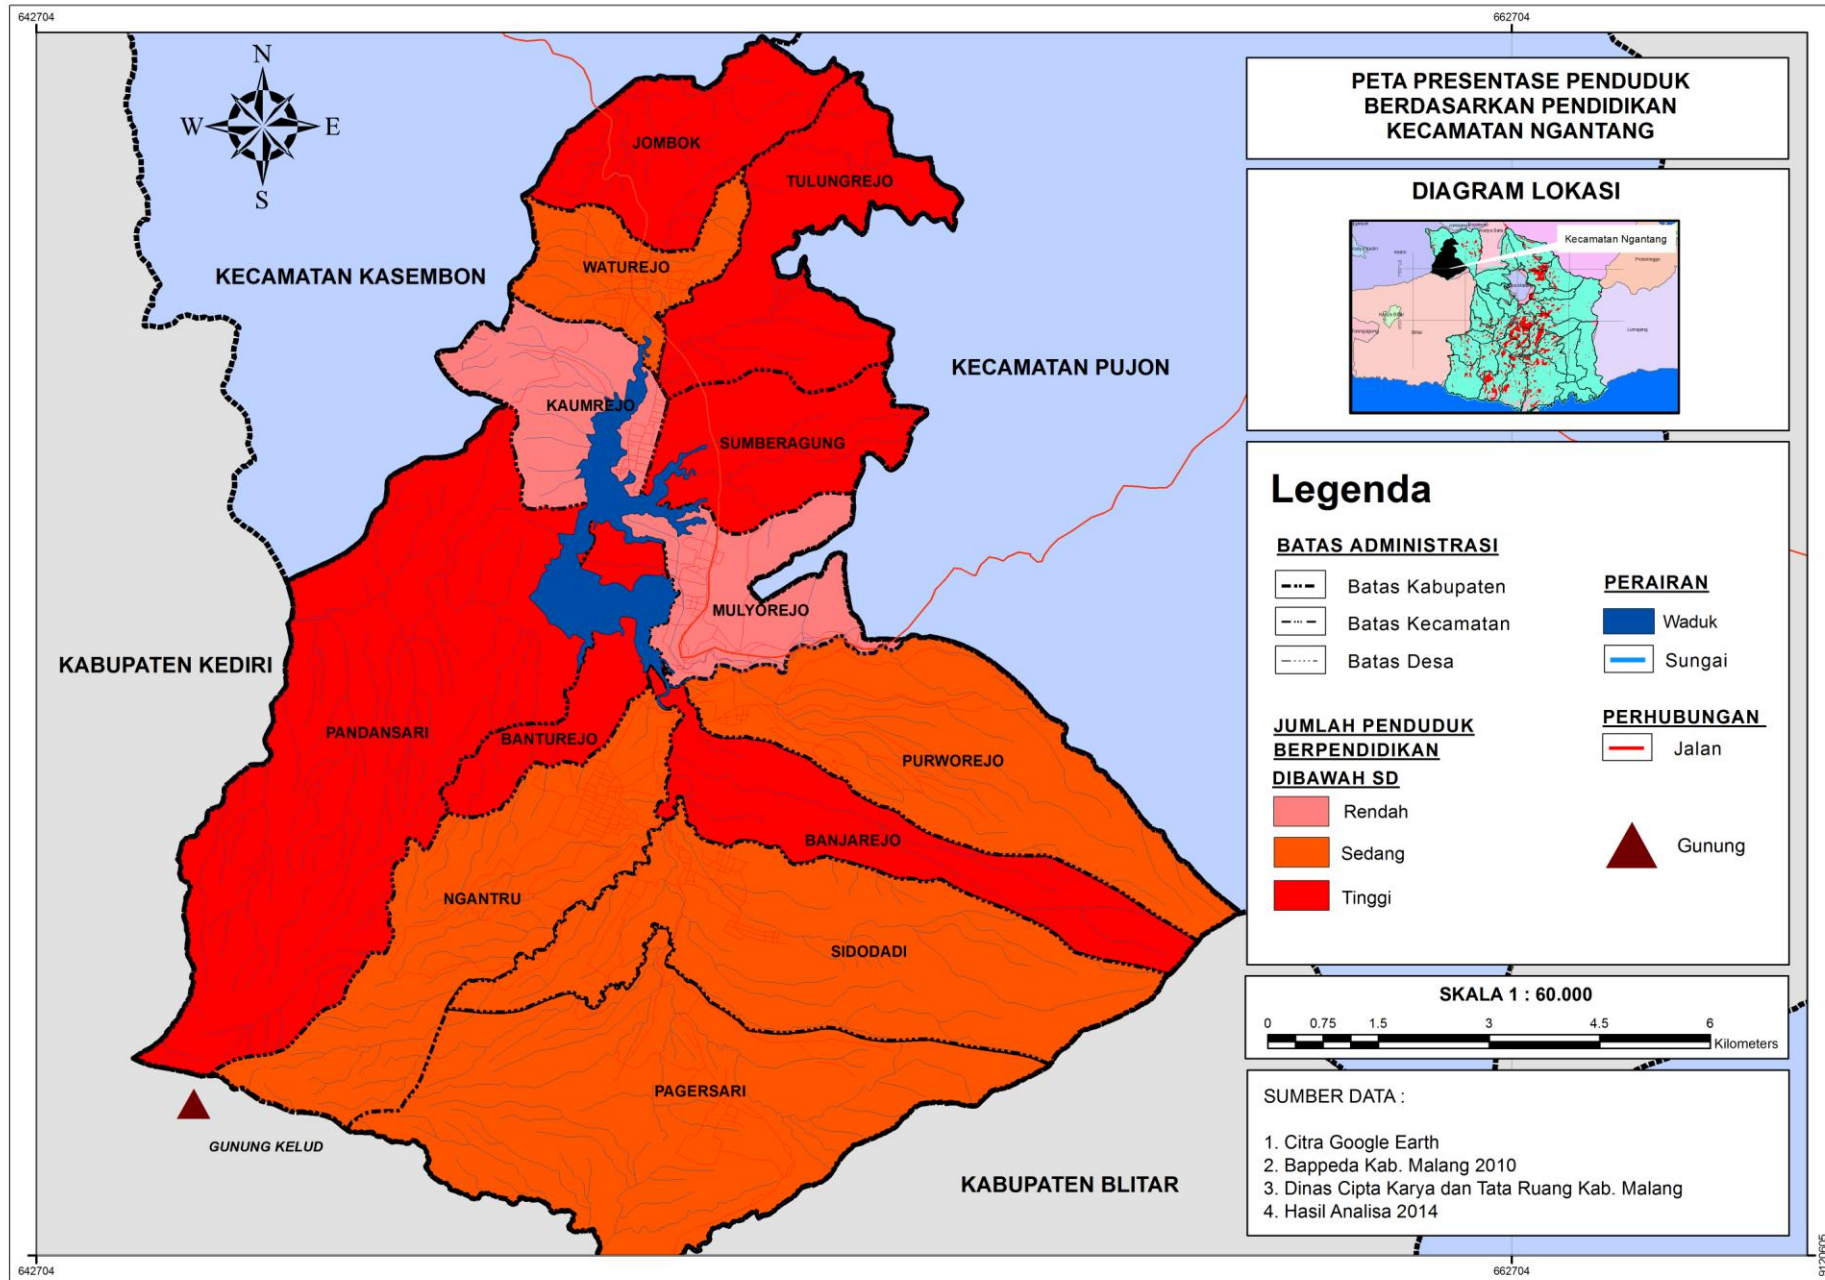 642704
662704
N
W
E
S
PETA PRESENTASE PENDUDUK
BERDASARKAN PENDIDIKAN
KECAMATAN NGANTANG
DIAGRAM LOKASI
Kecamatan Ngantang
JOMBOK
TULUNGREJO
WATUREJO
KECAMATAN KASEMBON
KECAMATAN PUJON
KAUMREJO
SUMBERAGUNG
MULYOREJO
KABUPATEN KEDIRI
PANDANSARI
BANTUREJO
PURWOREJO
BANJAREJO
NGANTRU
SIDODADI
PAGERSARI
GUNUNG KELUD
KABUPATEN BLITAR
Legenda
BATAS ADMINISTRASI
Batas Kabupaten
Batas Kecamatan
Batas Desa
PERAIRAN
Waduk
Sungai
JUMLAH PENDUDUK
BERPENDIDIKAN
DIBAWAH SD
Rendah
Sedang
Tinggi
PERHUBUNGAN
Jalan
Gunung
SKALA 1 : 60.000
0 0.75 1.5 3 4.5 6
Kilometers
SUMBER DATA :
1. Citra Google Earth
2. Bappeda Kab. Malang 2010
3. Dinas Cipta Karya dan Tata Ruang Kab. Malang
4. Hasil Analisa 2014
642704
662704
9120605